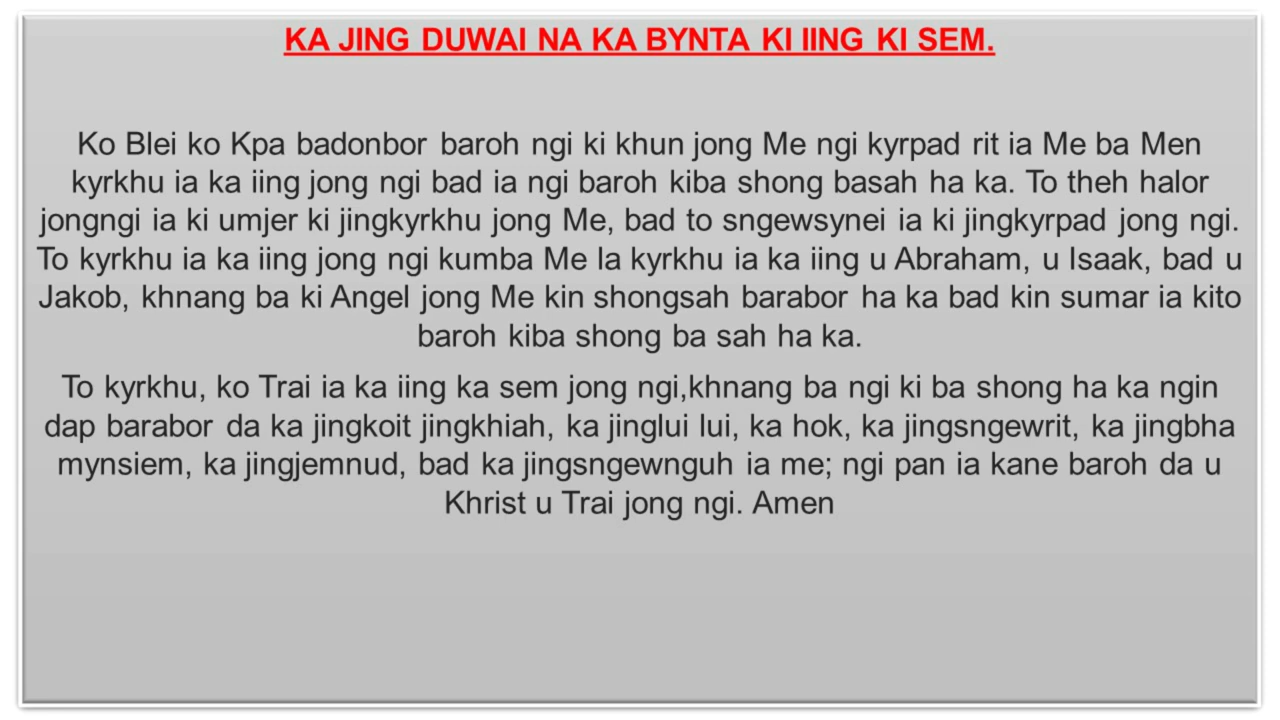 KA JING DUWAI NA KA BYNTA KI IING KI SEM.
Ko Blei ko Kpa badonbor baroh ngi ki khun jong Me ngi kyrpad rit ia Me ba Men
kyrkhu ia ka iing jong ngi bad ia ngi baroh kiba shong basah ha ka. To theh halor
jongngi ia ki umjer ki jingkyrkhu jong Me, bad to sngewsynei ia ki jingkyrpad jong ngi.
To kyrkhu ia ka iing jong ngi kumba Me la kyrkhu ia ka iing u Abraham, u Isaak, bad u
Jakob, khnang ba ki Angel jong Me kin shongsah barabor ha ka bad kin sumar ia kito
baroh kiba shong ba sah ha ka.
To kyrkhu, ko Trai ia ka iing ka sem jong ngi,khnang ba ngi ki ba shong ha ka ngin
dap barabor da ka jingkoit jingkhiah, ka jinglui lui, ka hok, ka jingsngewrit, ka jingbha
mynsiem, ka jingjemnud, bad ka jingsngewnguh ia me; ngi pan ia kane baroh da u
Khrist u Trai jong ngi. Amen